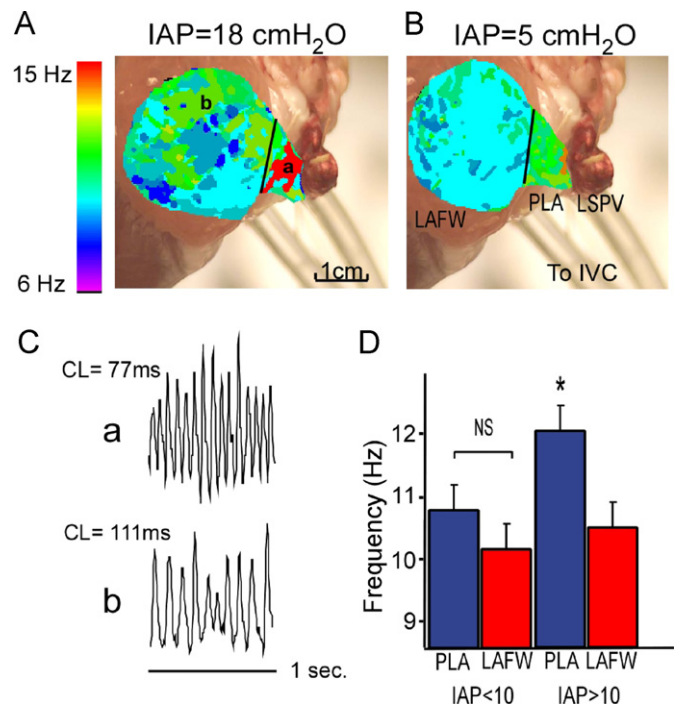 A
IAP=18 cmH₂O
15 Hz
6 Hz
b
a
1cm
B
IAP=5 cmH₂O
LAFW
PLA
LSPV
To IVC
C
CL= 77ms
a
CL= 111ms
b
1 sec.
D
Frequency (Hz)
12
11
10
9
NS
*
PLA LAFW PLA LAFW
IAP<10 IAP>10